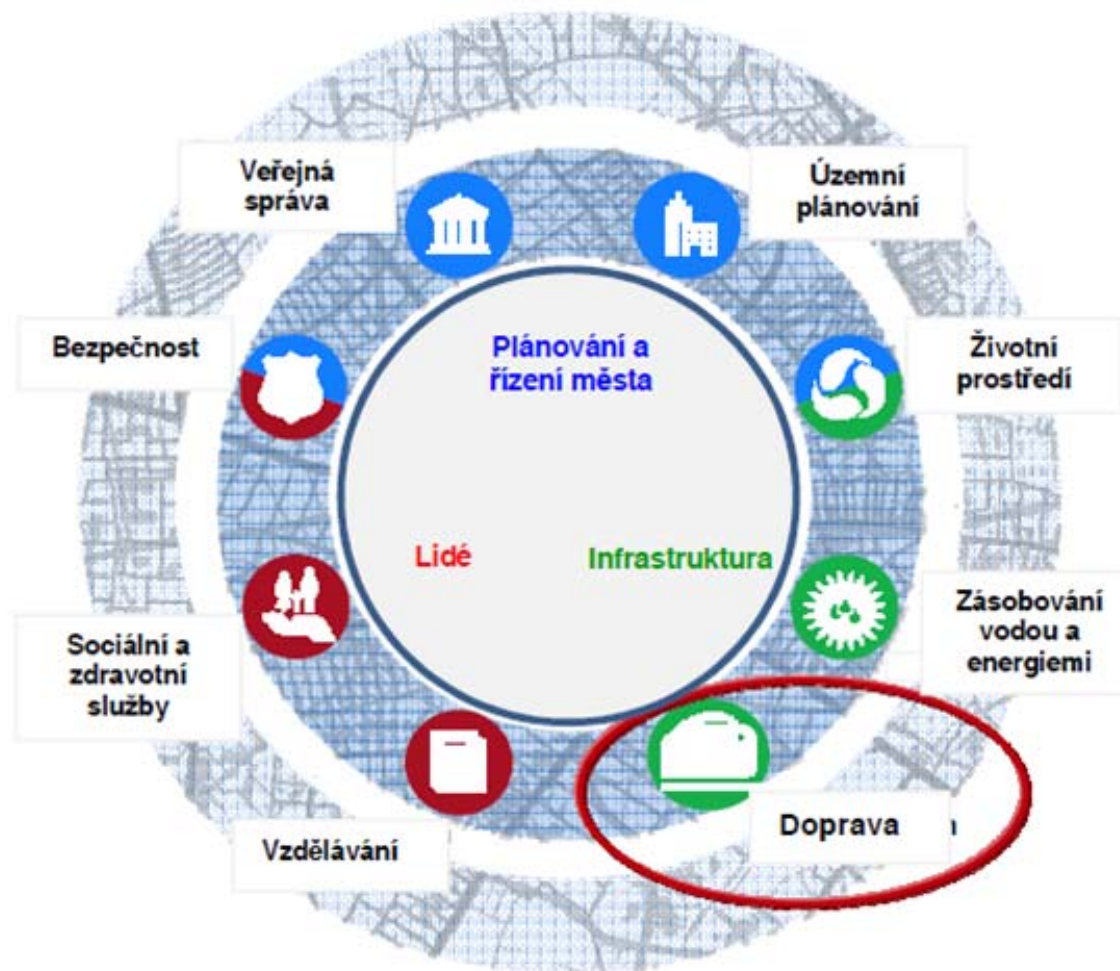 Veřejná
správa
Územní
plánování
Bezpečnost
Plánování a
řízení města
Životní
prostředí
Lidé
Infrastruktura
Sociální a
zdravotní
služby
Zásobování
vodou a
energiemi
Vzdělávání
Doprava